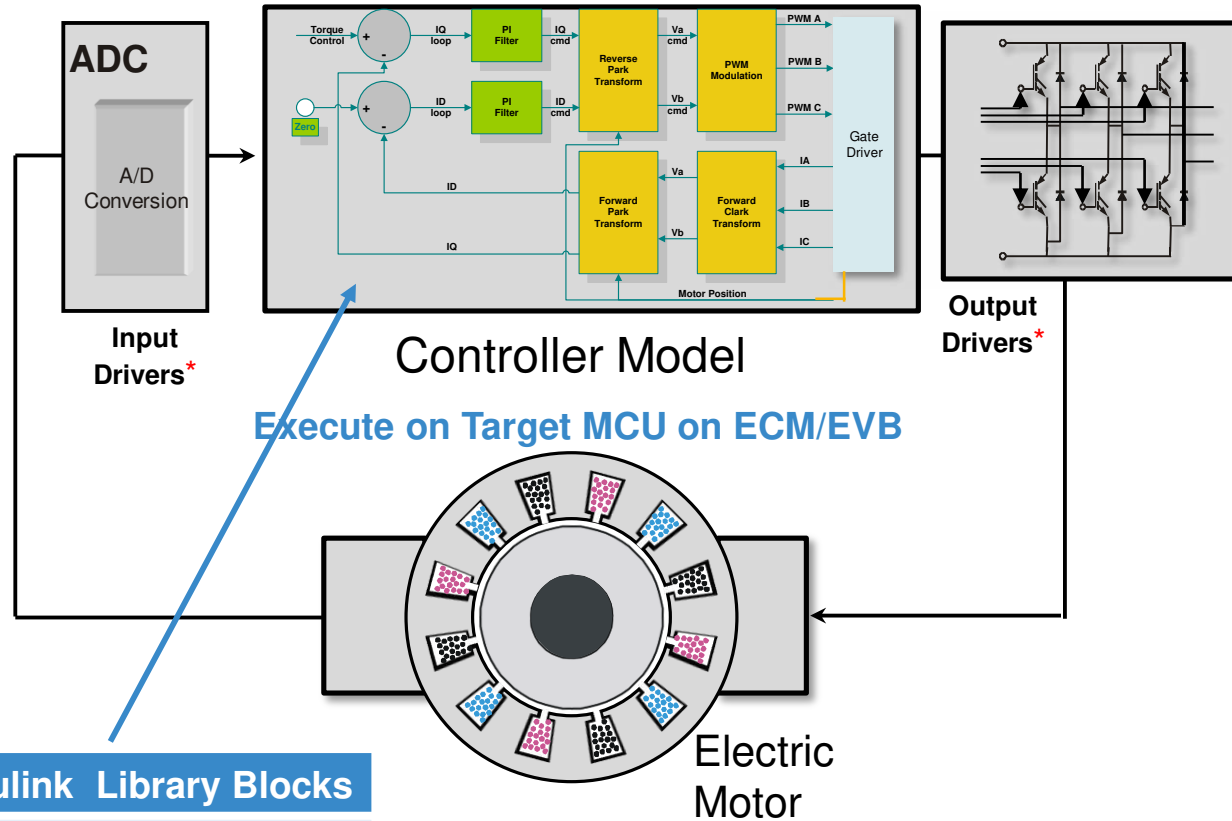 ADC
A/D
Conversion
Input
Drivers*
Torque
Control
+
-
IQ
loop
PI
Filter
IQ
cmd
Zero
+
-
ID
loop
PI
Filter
ID
cmd
Reverse
Park
Transform
Va
cmd
Vb
cmd
PWM
Modulation
PWM A
PWM B
PWM C
Gate
Driver
ID
IQ
Forward
Park
Transform
Va
Vb
Forward
Clark
Transform
IA
IB
IC
Motor Position
Output
Drivers*
Controller Model
Execute on Target MCU on ECM/EVB
Electric
Motor
ulink Library Blocks